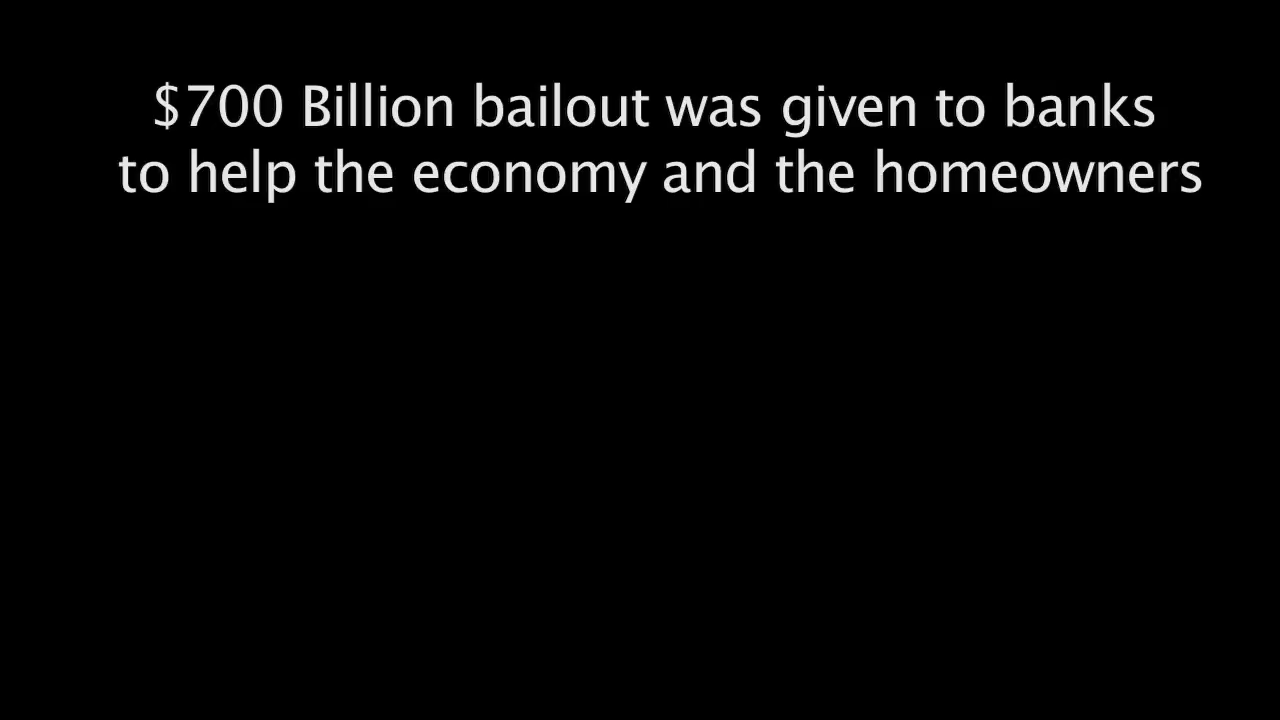 $700 Billion bailout was given to banks
to help the economy and the homeowners